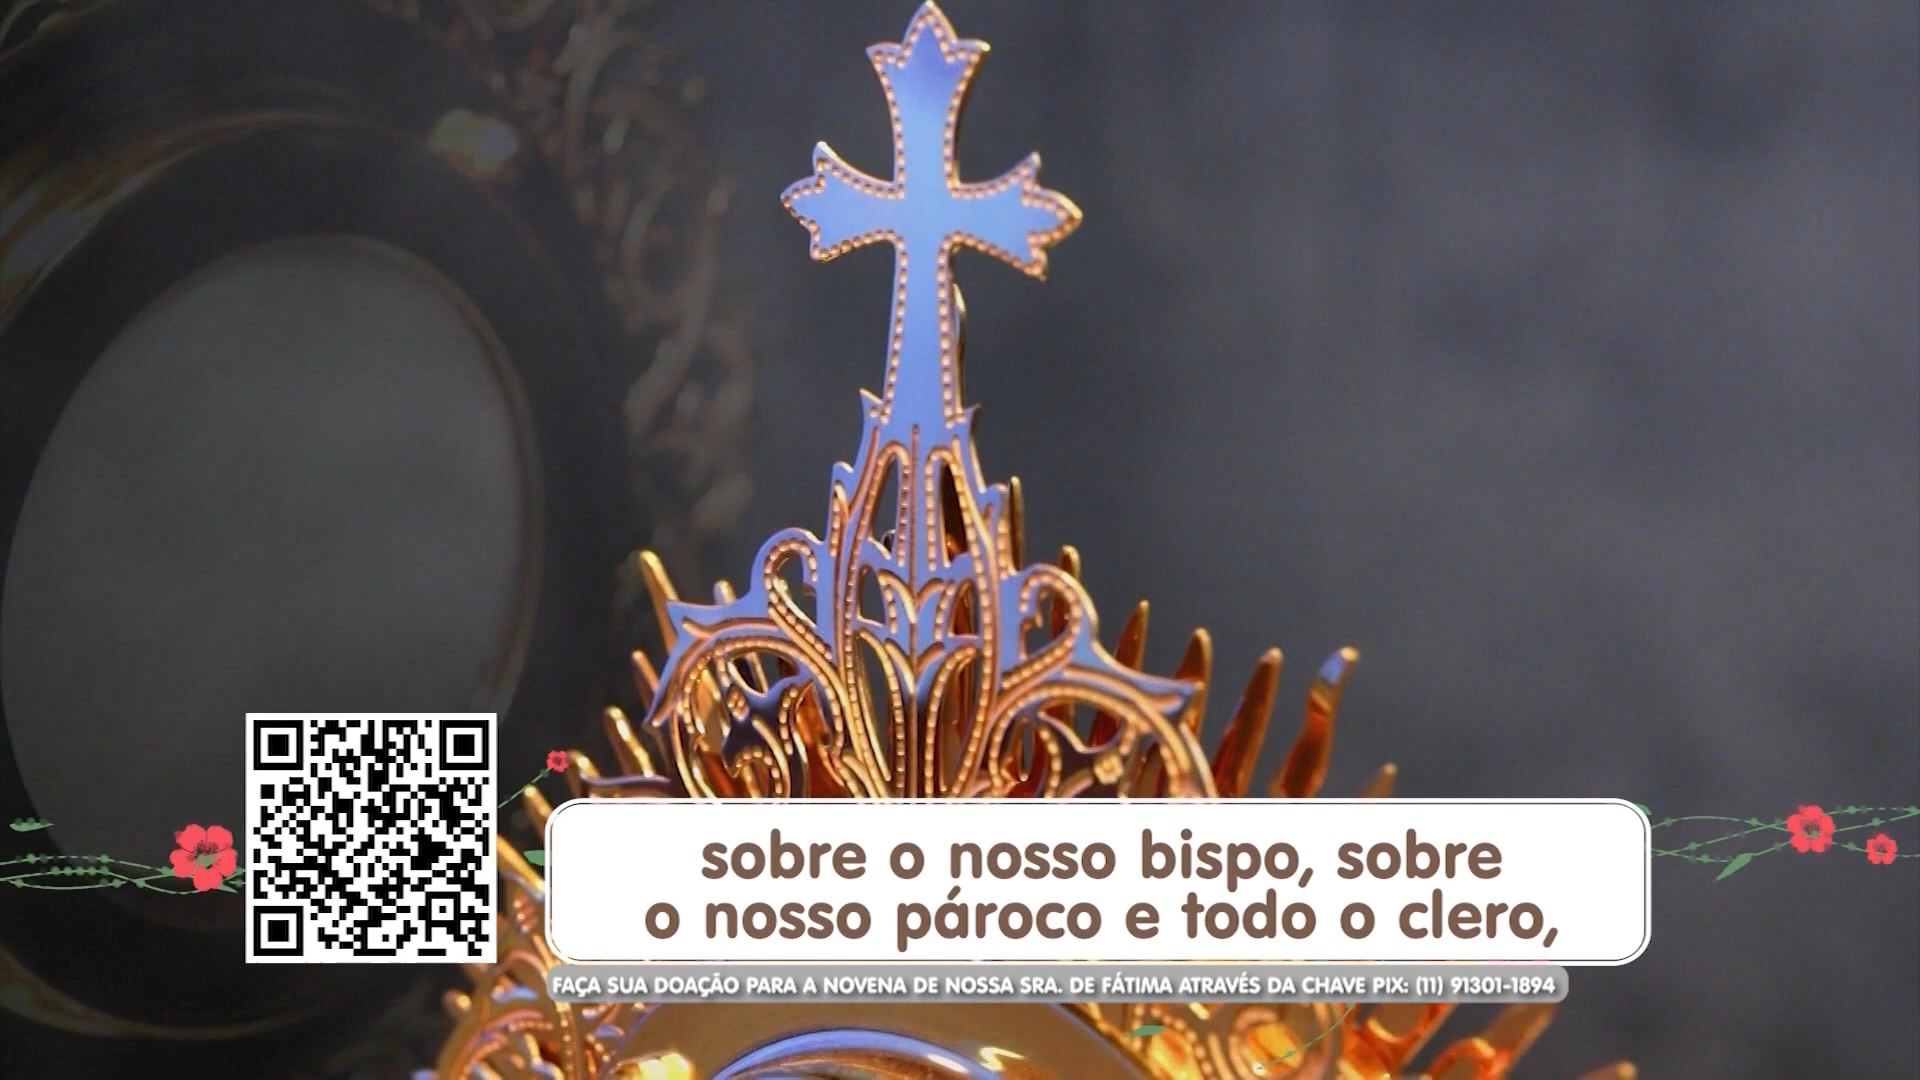 sobre o nosso bispo, sobre
o nosso pároco e todo o clero,
FAÇA SUA DOAÇÃO PARA A NOVENA DE NOSSA SRA. DE FÁTIMA ATRAVÉS DA CHAVE PIX: (11) 91301-1894